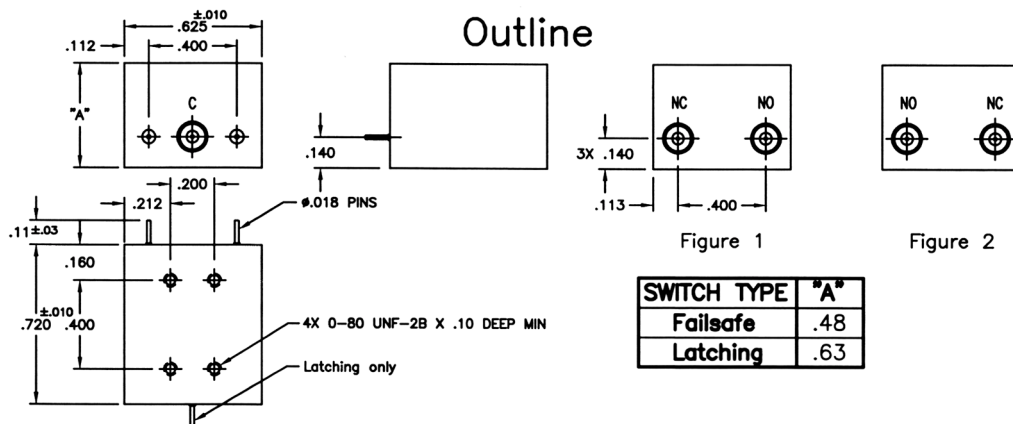 Outline
±.010
.625
.112
.400
"A"
C
.140
NC
NO
3X .140
.113
.400
Figure 1
NO
NC
Figure 2
.200
.212
ø.018 PINS
.11±.03
.160
±.010
.720
.400
4X 0-80 UNF-2B X .10 DEEP MIN
Latching only
SWITCH TYPE "A"
Failsafe .48
Latching .63